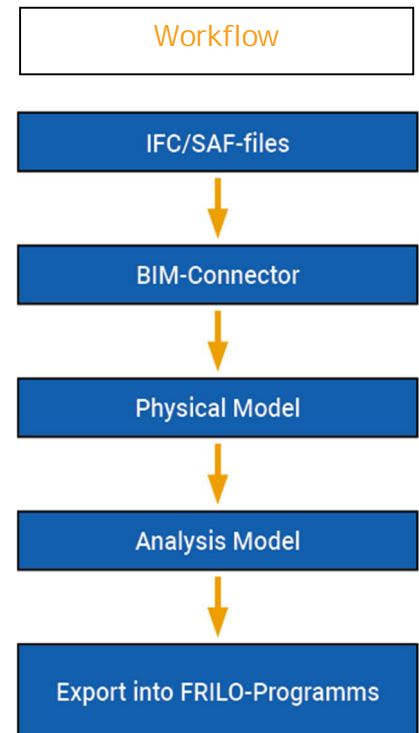 Workflow
IFC/SAF-files
BIM-Connector
Physical Model
Analysis Model
Export into FRILO-Programms